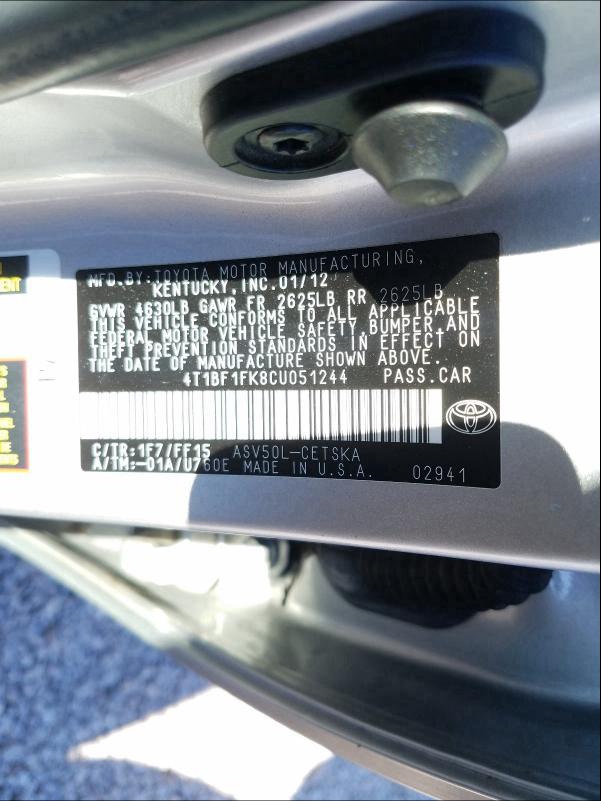 MFD.BY:TOYOTA MOTOR MANUFACTURING,
KENTUCKY,INC.01/12
GVWR 4630LB GAWR FR 2625LB RR 2625LB
THIS VEHICLE CONFORMS TO ALL APPLICABLE
FEDERAL MOTOR VEHICLE SAFETY,BUMPER,AND
THEFT PREVENTION STANDARDS IN EFFECT ON
THE DATE OF MANUFACTURE SHOWN ABOVE.
4T1BF1FK8CU051244 PASS.CAR
C/TR:1F7/FF15 ASV50L-CETSKA
A/TM:-01A/U760E MADE IN U.S.A. 02941